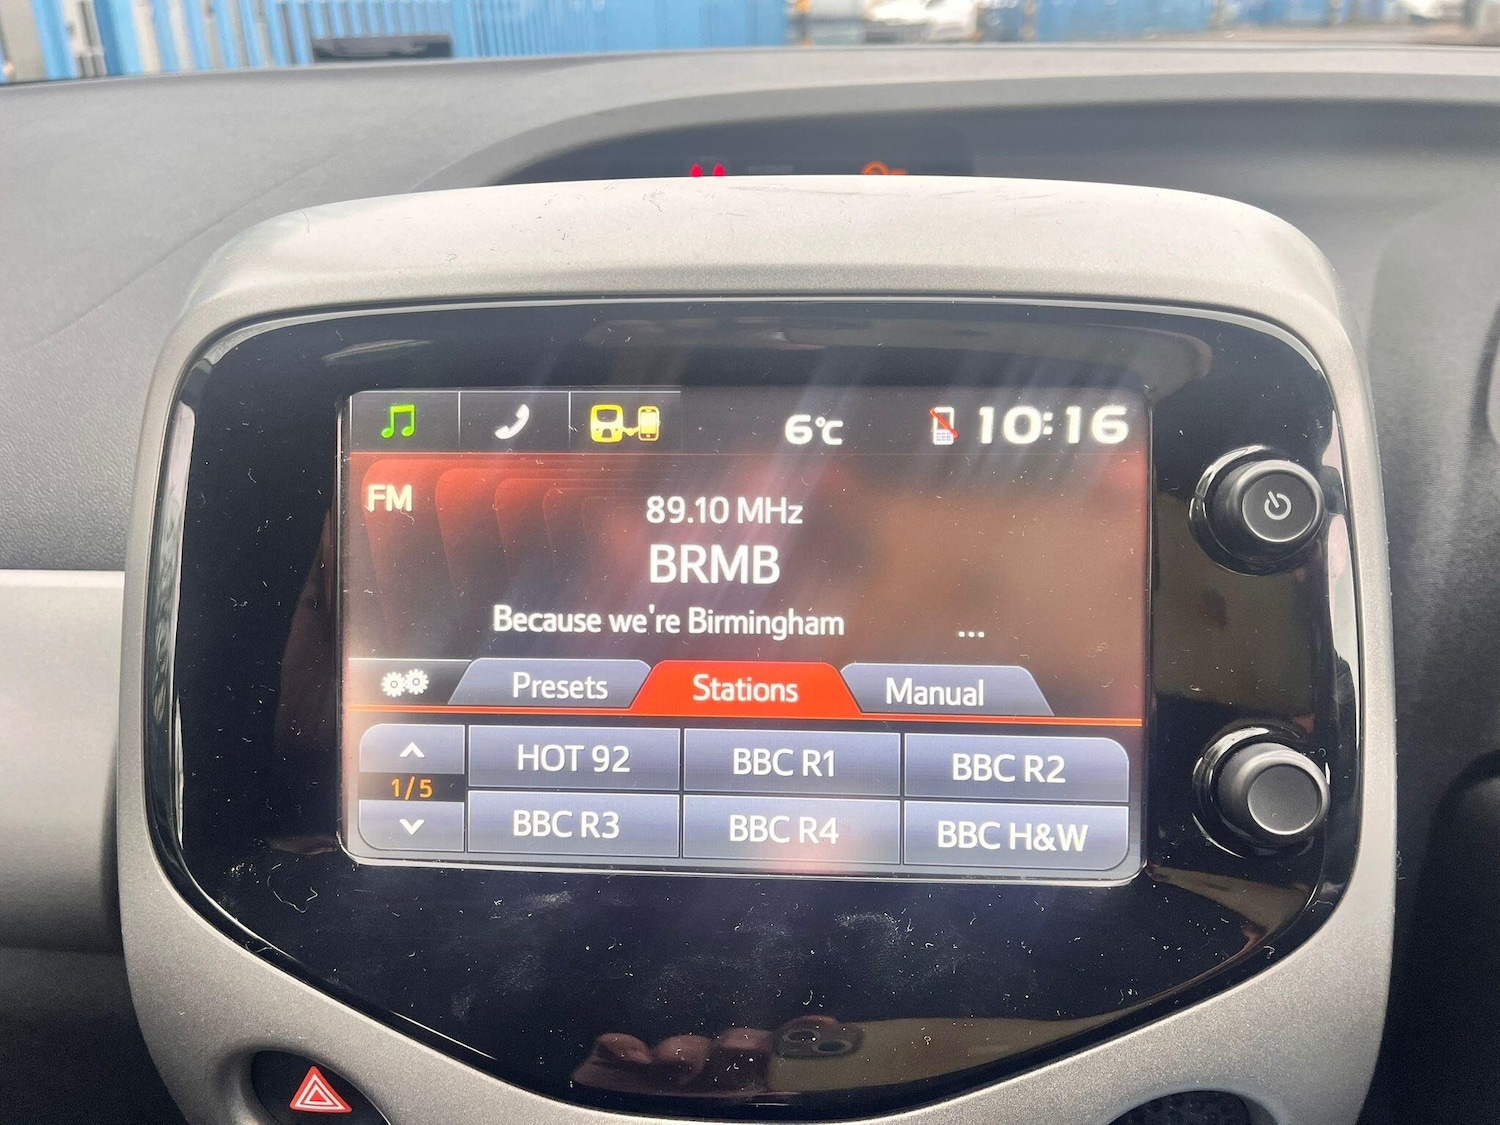 6°C
10:16
FM
89.10 MHz
BRMB
Because we're Birmingham ...
Presets
Stations
Manual
1/5
HOT 92
BBC R1
BBC R2
BBC R3
BBC R4
BBC H&W